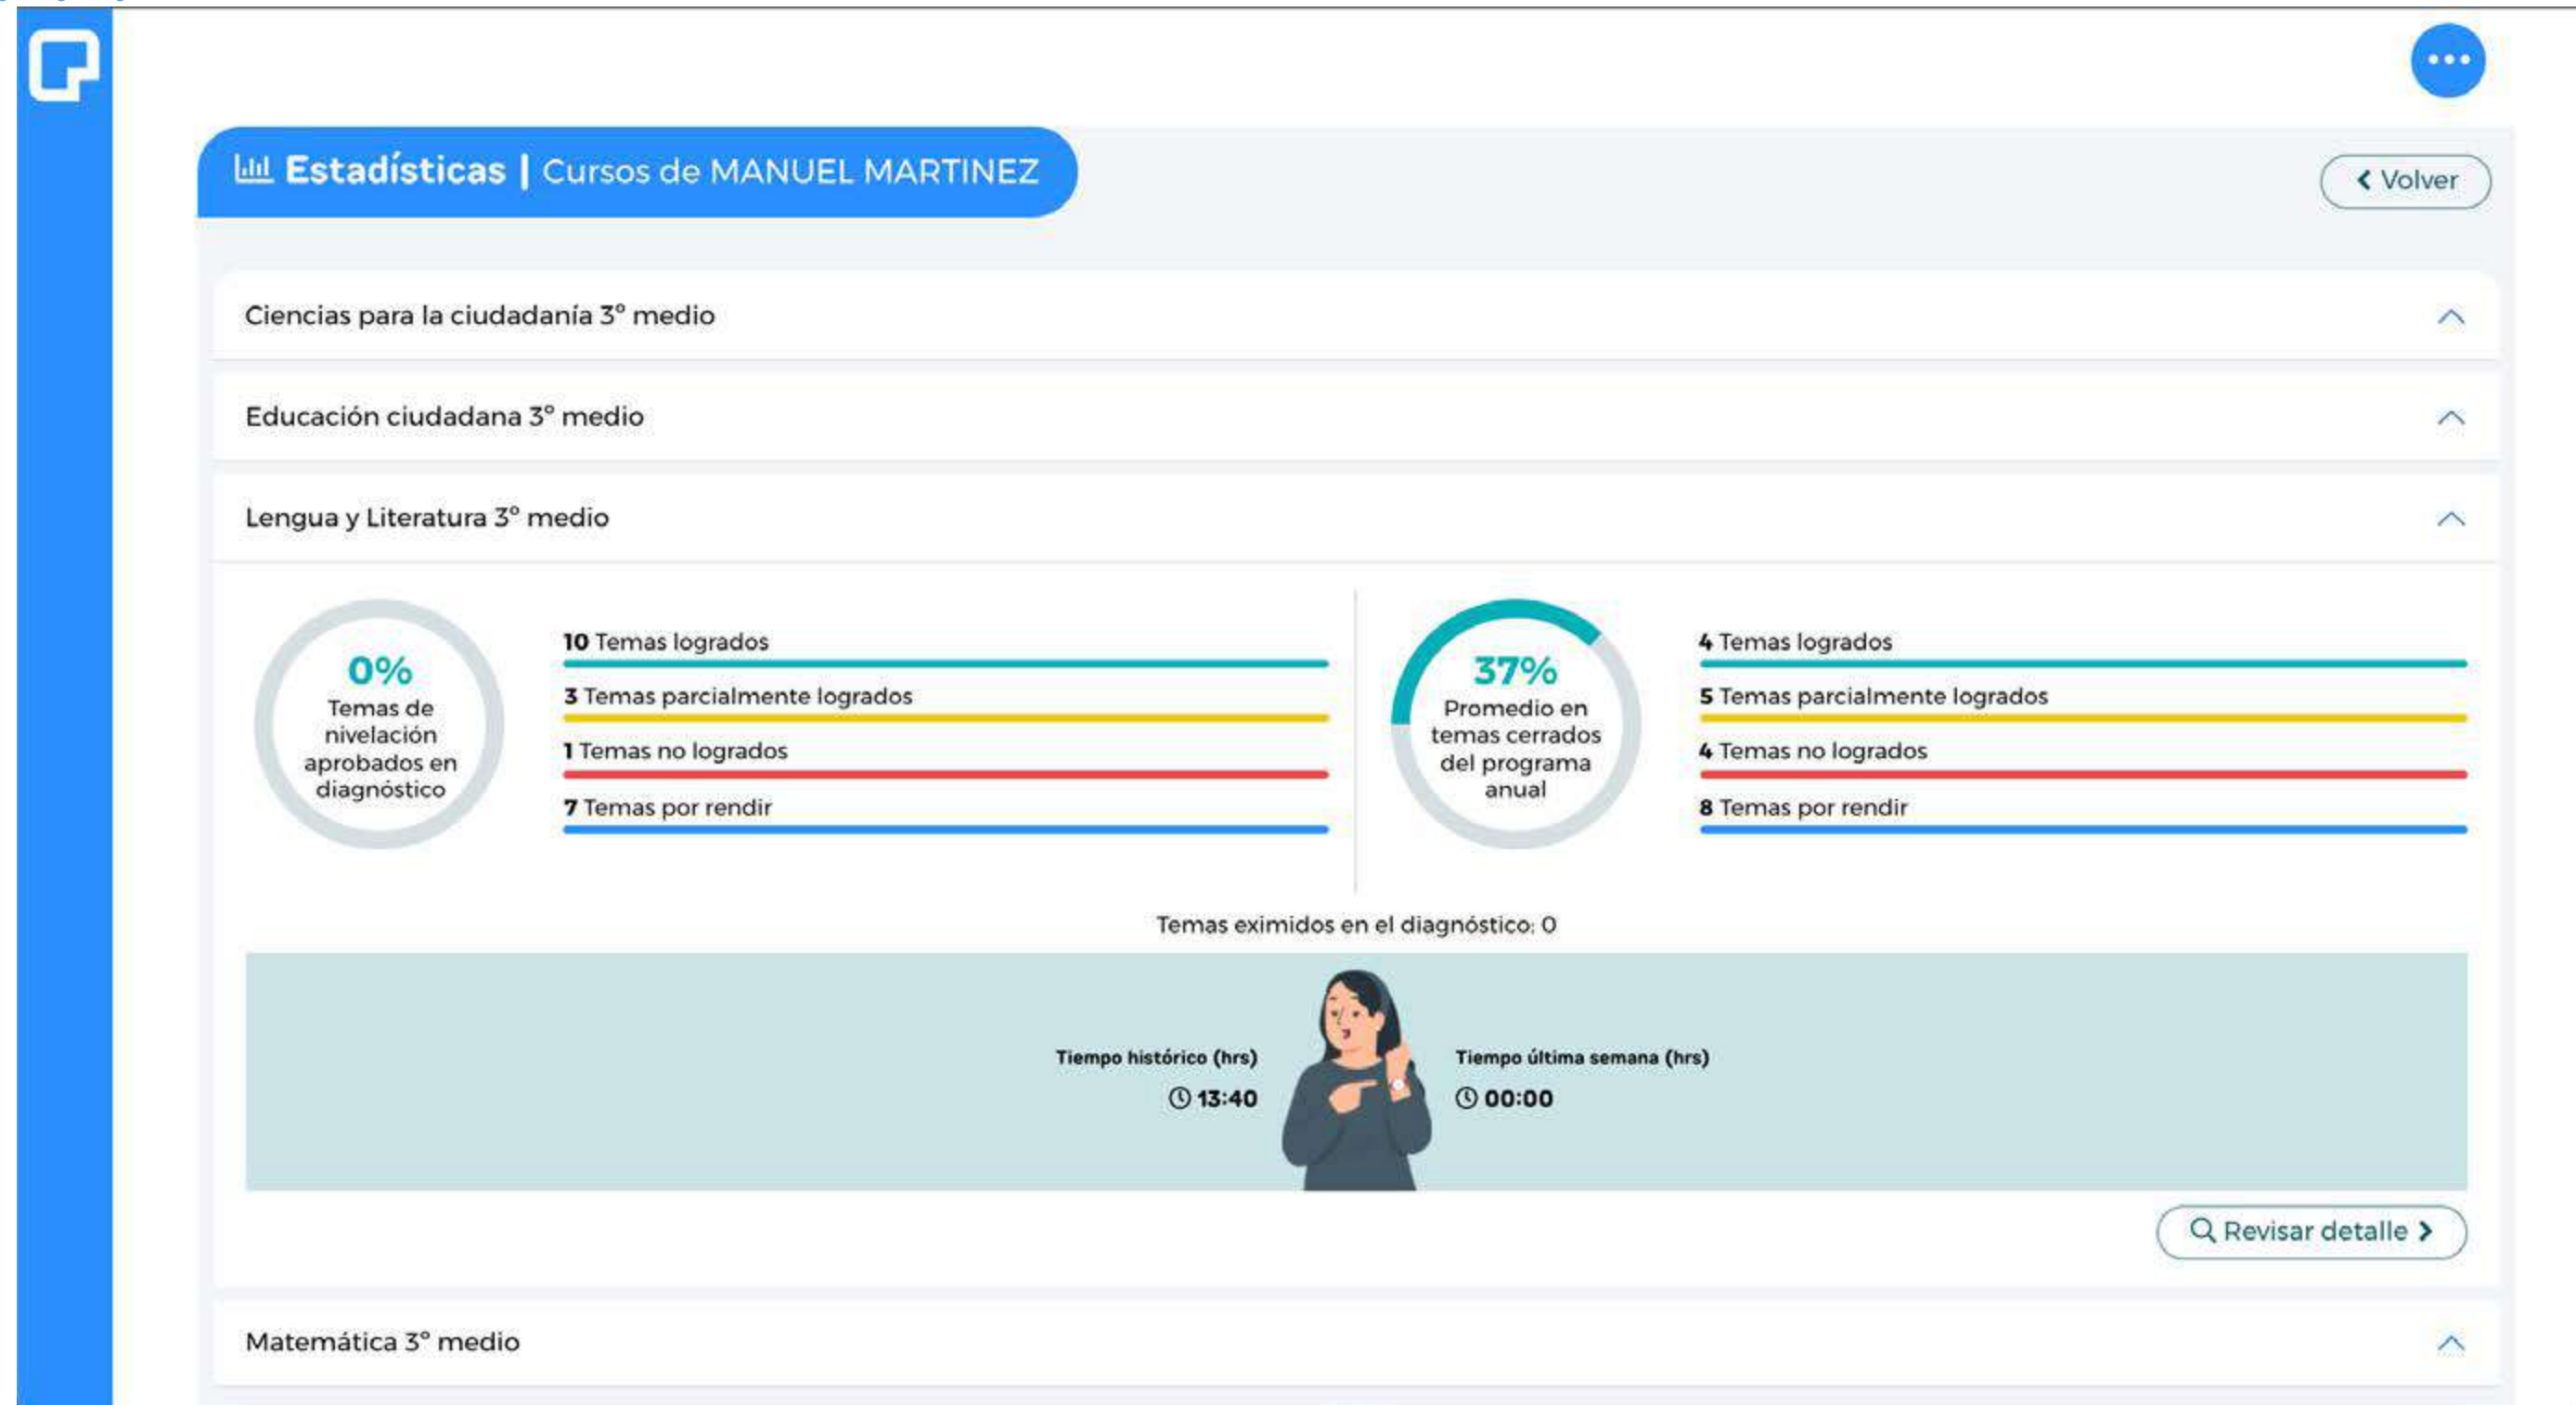 Estadísticas | Cursos de MANUEL MARTINEZ
Volver
Ciencias para la ciudadanía 3º medio
Educación ciudadana 3º medio
Lengua y Literatura 3º medio
0%
Temas de
nivelación
aprobados en
diagnóstico
10 Temas logrados
3 Temas parcialmente logrados
1 Temas no logrados
7 Temas por rendir
37%
Promedio en
temas cerrados
del programa
anual
4 Temas logrados
5 Temas parcialmente logrados
4 Temas no logrados
8 Temas por rendir
Temas eximidos en el diagnóstico: 0
Tiempo histórico (hrs)
13:40
Tiempo última semana (hrs)
00:00
Revisar detalle
Matemática 3º medio